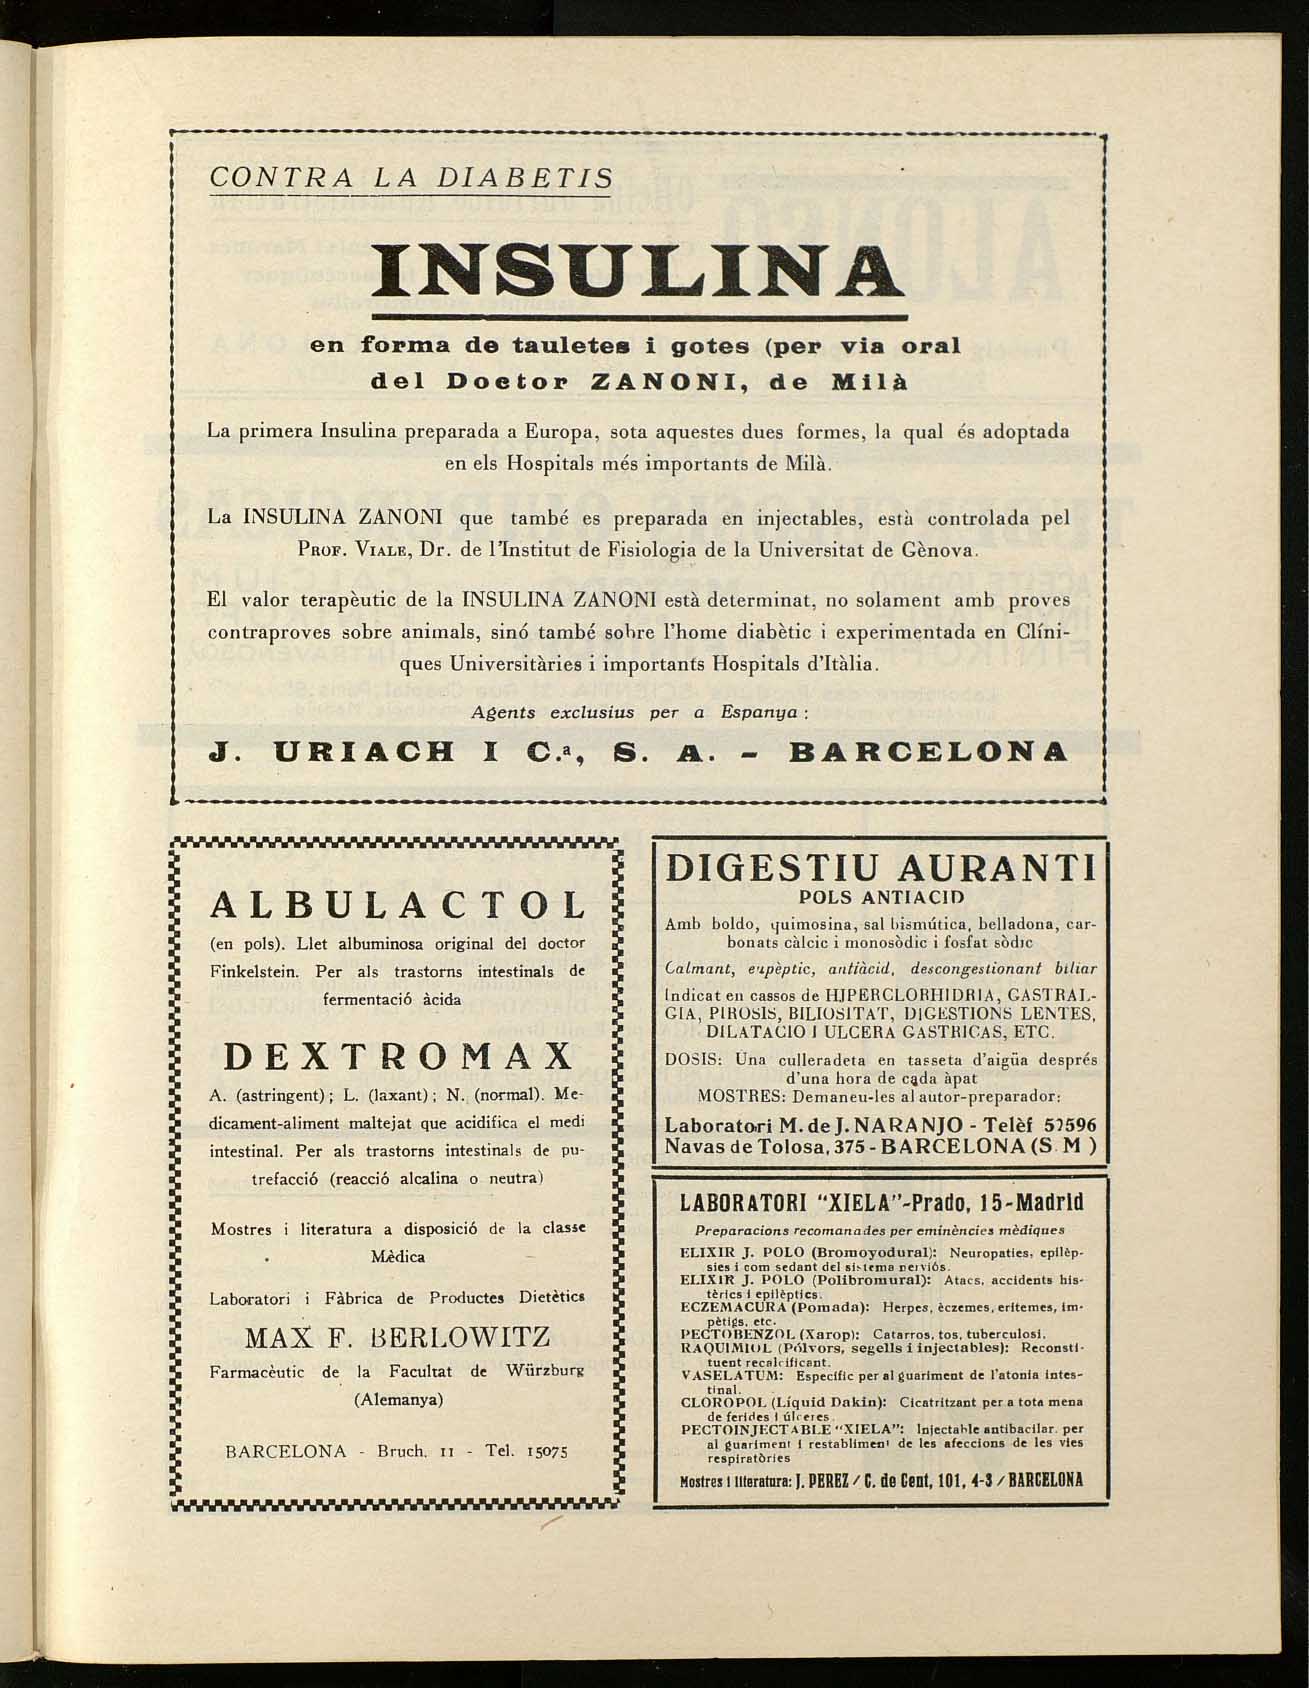 CONTRA LA DIABETIS
INSULINA
en forma de tauletes i gotes (per via oral
del Doctor ZANONI, de Milà
La primera Insulina preparada a Europa, sota aquestes dues formes, la qual és adoptada
en els Hospitals més importants de Milà.
La INSULINA ZANONI que també es preparada en injectables, està controlada pel
PROF. VIALE, Dr. de l'Institut de Fisiologia de la Universitat de Gènova.
El valor terapèutic de la INSULINA ZANONI està determinat, no solament amb proves
contraproves sobre animals, sinó també sobre l'home diabètic i experimentada en Clíni-
ques Universitàries i importants Hospitals d'Itàlia.
Agents exclusius per a Espanya:
J. URIACH I C.ª, S. A. - BARCELONA
ALBULACTOL
(en pols). Llet albuminosa original del doctor
Finkelstein. Per als trastorns intestinals de
fermentació àcida
DEXTROMAX
A. (astringent); L. (laxant); N. (normal). Me-
dicament-aliment maltejat que acidifica el medi
intestinal. Per als trastorns intestinals de pu-
trefacció (reacció alcalina o neutra)
Mostres i literatura a disposició de la classe
Mèdica
Laboratori i Fàbrica de Productes Dietètics
MAX F. BERLOWITZ
Farmacèutic de la Facultat de Würzburg
(Alemanya)
BARCELONA - Bruch, 11 - Tel. 15075
DIGESTIU AURANTI
POLS ANTIACID
Amb boldo, quimosina, sal bismútica, belladona, car-
bonats càlcic i monosòdic i fosfat sòdic
Calmant, eupèptic, antiàcid, descongestionant biliar
Indicat en cassos de HIPERCLORHIDRIA, GASTRAL-
GIA, PIROSIS, BILIOSITAT, DIGESTIONS LENTES,
DILATACIO I ULCERA GASTRICAS, ETC.
DOSIS: Una culleradeta en tasseta d'aigüa després
d'una hora de cada àpat
MOSTRES: Demaneu-les al autor-preparador:
Laboratori M. de J. NARANJO - Telèf
Navas de Tolosa, 375 - BARCELONA (S. M )
LABORATORI "XIELA"-Prado, 15-Madrid
Preparacions recomanades per eminències mèdiques
ELIXIR J. POLO (Bromoyodural): Neuropaties, epilèp-
sies i com sedant del sistema nerviós.
ELIXIR J. POLO (Polibromural): Atacs, accidents his-
tèrics i epilèptics.
ECZEMACURA (Pomada): Herpes, èczemes, eritemes, im-
pètigs, etc.
PECTOBENZOL (Xarop): Catarros, tos, tuberculosi.
RAQUIMIOL (Pólvors, segells i injectables): Reconsti-
tuent recalcificant.
VASELATUM: Específic per al guariment de l'atonia intes-
tinal.
CLOROPOL (Líquid Dakin): Cicatritzant per a tota mena
de ferides i úlceres.
PECTOINJECTABLE "XIELA": Injectable antibacilar, per
al guariment i restabliment de les afeccions de les vies
respiratòries
Mostres i literatura: J. PEREZ / C. de Cent, 101, 4-3 / BARCELONA